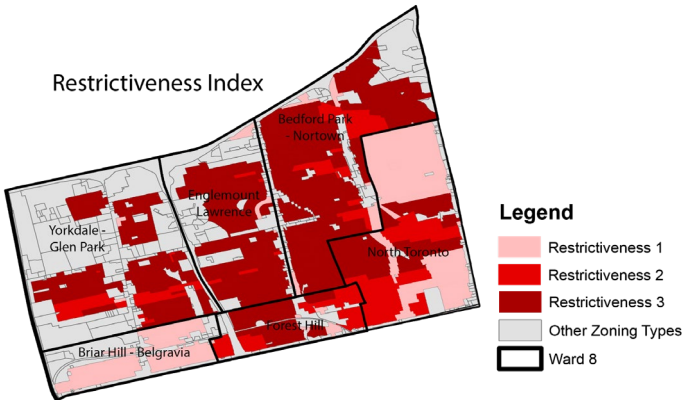 Restrictiveness Index
Bedford Park
- Nortown
Englemount
Lawrence
Yorkdale -
Glen Park
North Toronto
Forest Hill
Briar Hill - Belgravia
Legend
Restrictiveness 1
Restrictiveness 2
Restrictiveness 3
Other Zoning Types
Ward 8